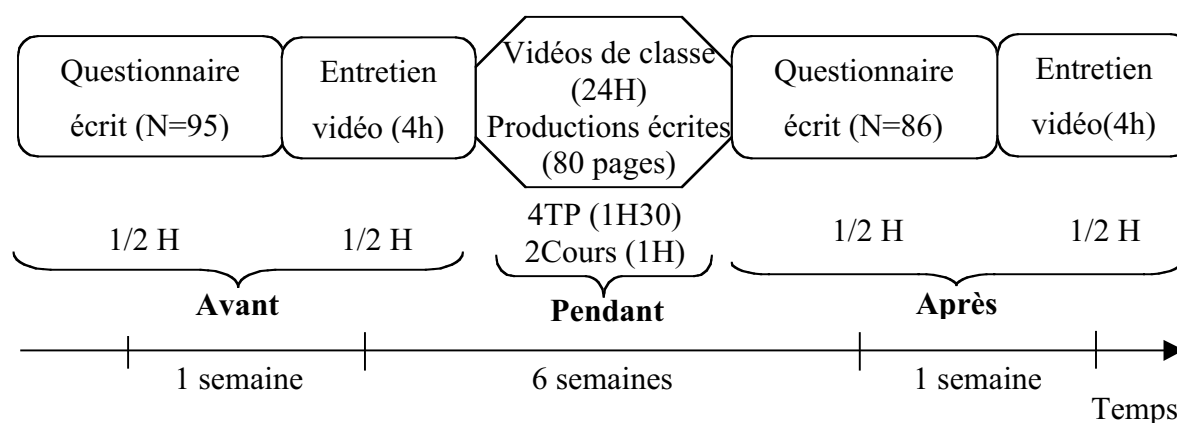 Questionnaire
écrit (N=95)
Entretien
vidéo (4h)
Vidéos de classe
(24H)
Productions écrites
(80 pages)
Questionnaire
écrit (N=86)
Entretien
vidéo(4h)
1/2 H
1/2 H
4TP (1H30)
2Cours (1H)
1/2 H
1/2 H
Avant
Pendant
Après
1 semaine
6 semaines
1 semaine
Temps